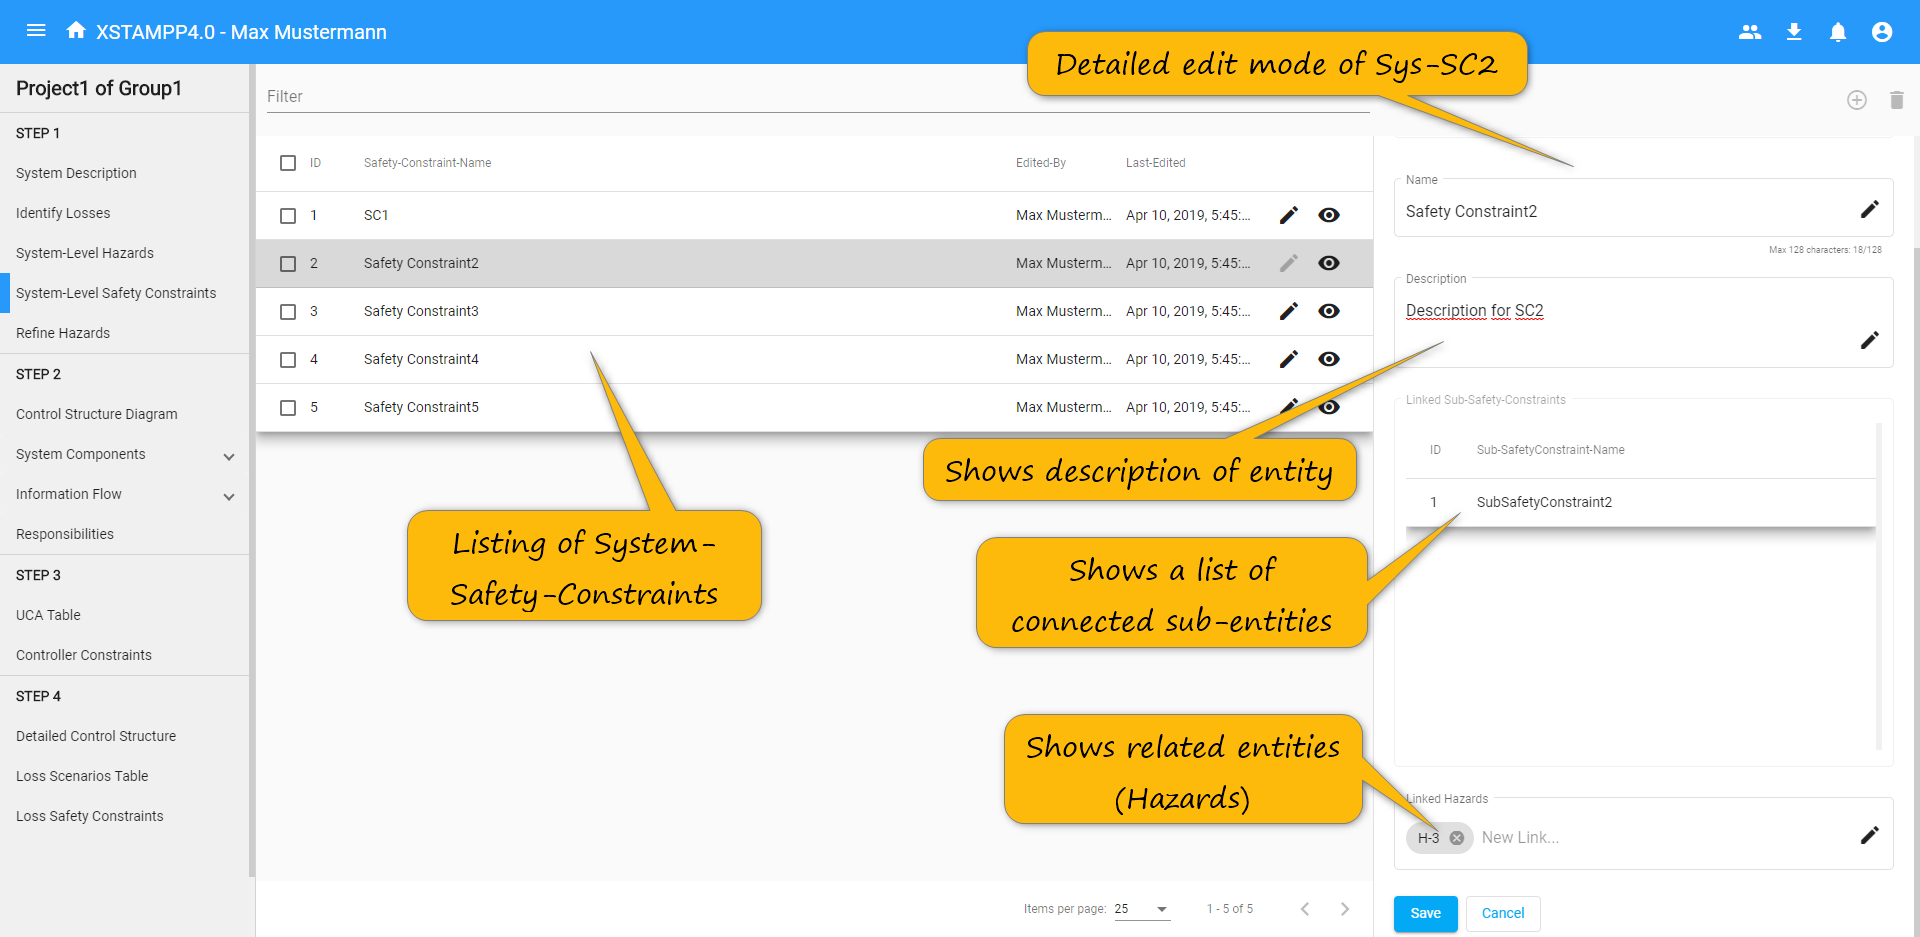 XSTAMPP4.0 - Max Mustermann
Detailed edit mode of Sys-SC2
Project1 of Group1
STEP 1
System Description
Identify Losses
System-Level Hazards
System-Level Safety Constraints
Refine Hazards
STEP 2
Control Structure Diagram
System Components
Information Flow
Responsibilities
STEP 3
UCA Table
Controller Constraints
STEP 4
Detailed Control Structure
Loss Scenarios Table
Loss Safety Constraints
Filter
ID Safety-Constraint-Name Edited-By Last-Edited
1 SC1 Max Musterm... Apr 10, 2019, 5:45:...
2 Safety Constraint2 Max Musterm... Apr 10, 2019, 5:45:...
3 Safety Constraint3 Max Musterm... Apr 10, 2019, 5:45:...
4 Safety Constraint4 Max Musterm... Apr 10, 2019, 5:45:...
5 Safety Constraint5 Max Musterm... Apr 10, 2019, 5:45:...
Listing of System-
Safety-Constraints
Shows description of entity
Shows a list of
connected sub-entities
Shows related entities
(Hazards)
Items per page: 25 1 - 5 of 5
Name
Safety Constraint2
Max 128 characters: 18/128
Description
Description for SC2
Linked Sub-Safety-Constraints
ID Sub-SafetyConstraint-Name
1 SubSafetyConstraint2
Linked Hazards
H-3 New Link...
Save Cancel